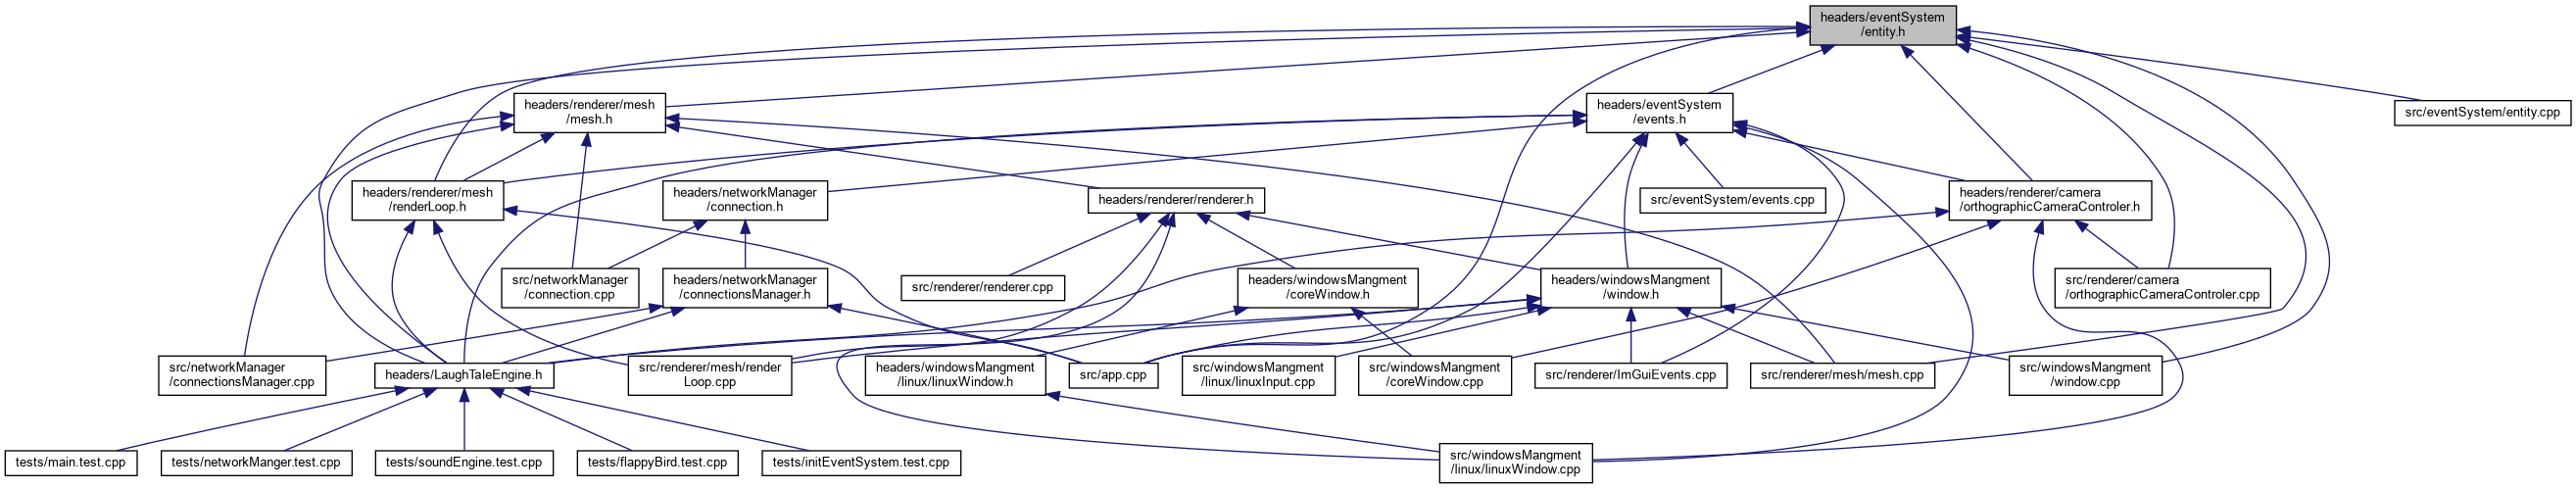 headers/eventSystem
/entity.h
headers/renderer/mesh
/mesh.h
headers/eventSystem
/events.h
src/eventSystem/entity.cpp
headers/renderer/mesh
/renderLoop.h
headers/networkManager
/connection.h
headers/renderer/renderer.h
src/eventSystem/events.cpp
headers/renderer/camera
/orthographicCameraControler.h
src/networkManager
/connection.cpp
headers/networkManager
/connectionsManager.h
src/renderer/renderer.cpp
headers/windowsMangment
/coreWindow.h
headers/windowsMangment
/window.h
src/renderer/camera
/orthographicCameraControler.cpp
src/networkManager
/connectionsManager.cpp
headers/LaughTaleEngine.h
src/renderer/mesh/render
Loop.cpp
headers/windowsMangment
/linux/linuxWindow.h
src/app.cpp
src/windowsMangment
/linux/linuxInput.cpp
src/windowsMangment
/coreWindow.cpp
src/renderer/ImGuiEvents.cpp
src/renderer/mesh/mesh.cpp
src/windowsMangment
/window.cpp
tests/main.test.cpp
tests/networkManger.test.cpp
tests/soundEngine.test.cpp
tests/flappyBird.test.cpp
tests/initEventSystem.test.cpp
src/windowsMangment
/linux/linuxWindow.cpp